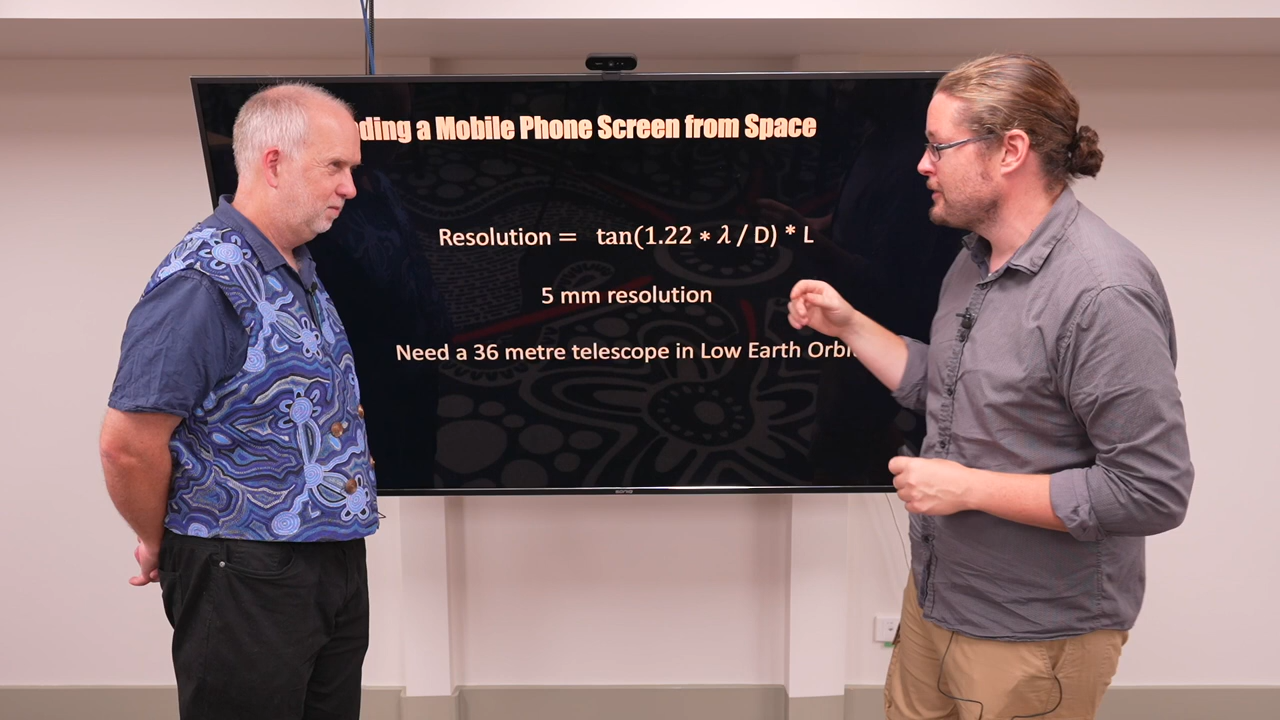 ding a Mobile Phone Screen from Space
Resolution = tan(1.22 * λ / D) * L
5 mm resolution
Need a 36 metre telescope in Low Earth Orbi
soniq